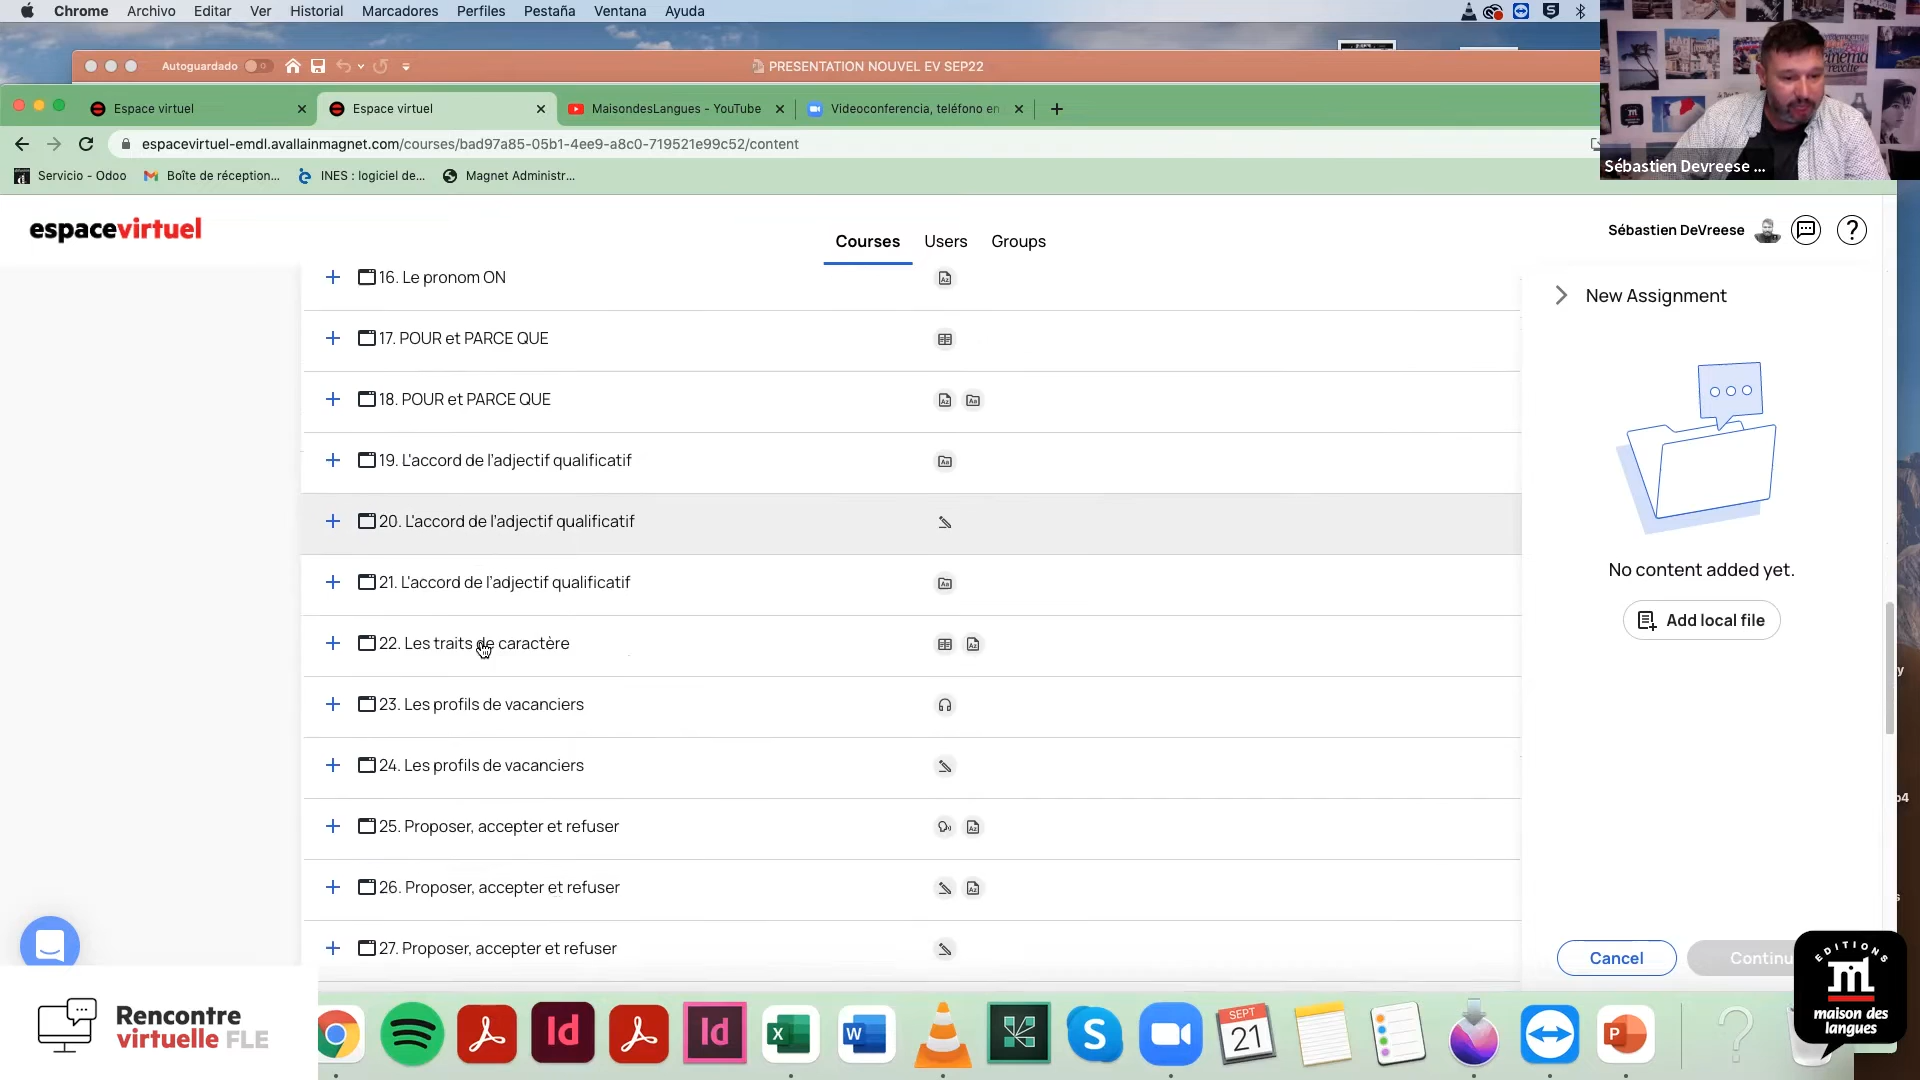 Chrome Archivo Editar Ver Historial Marcadores Perfiles Pestaña Ventana Ayuda
Autoguardado
PRESENTATION NOUVEL EV SEP22
Espace virtuel
Espace virtuel
MaisondesLangues - YouTube
Videoconferencia, teléfono en
espacevirtuel-emdl.avallainmagnet.com/courses/bad97a85-05b1-4ee9-a8c0-719521e99c52/content
Servicio - Odoo
Boîte de réception...
INES : logiciel de...
Magnet Administr...
Sébastien Devreese ...
espacevirtuel
Courses Users Groups
Sébastien DeVreese
16. Le pronom ON
17. POUR et PARCE QUE
18. POUR et PARCE QUE
19. L'accord de l'adjectif qualificatif
20. L'accord de l'adjectif qualificatif
21. L'accord de l'adjectif qualificatif
22. Les traits de caractère
23. Les profils de vacanciers
24. Les profils de vacanciers
25. Proposer, accepter et refuser
26. Proposer, accepter et refuser
27. Proposer, accepter et refuser
New Assignment
No content added yet.
Add local file
Cancel
Continu
Rencontre
virtuelle FLE
SEPT
21
EDITIONS
maison des
langues